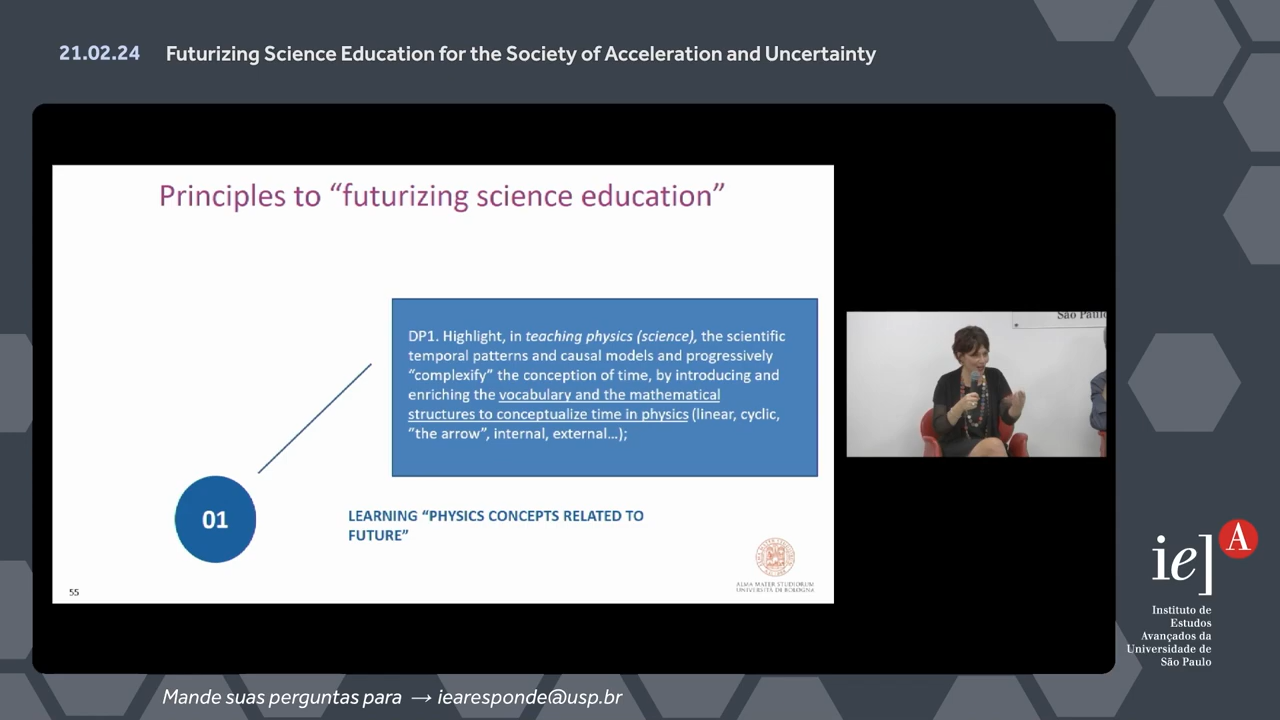 21.02.24 Futurizing Science Education for the Society of Acceleration and Uncertainty
Principles to “futurizing science education”
DP1. Highlight, in teaching physics (science), the scientific
temporal patterns and causal models and progressively
“complexify” the conception of time, by introducing and
enriching the vocabulary and the mathematical
structures to conceptualize time in physics (linear, cyclic,
“the arrow”, internal, external…);
01
LEARNING “PHYSICS CONCEPTS RELATED TO
FUTURE”
ALMA MATER STUDIORUM
UNIVERSITÀ DI BOLOGNA
55
São Paulo
iea
Instituto de
Estudos
Avançados da
Universidade de
São Paulo
Mande suas perguntas para → iearesponde@usp.br